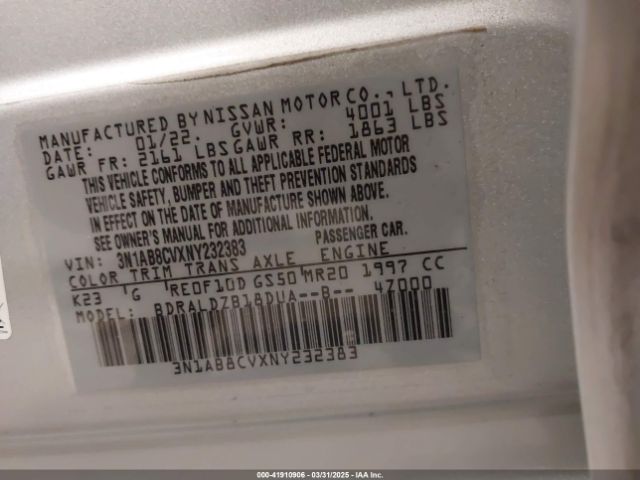 MANUFACTURED BY NISSAN MOTOR CO., LTD.
DATE: 01/22. GVWR: 4001 LBS
GAWR FR: 2161 LBS GAWR RR: 1863 LBS
THIS VEHICLE CONFORMS TO ALL APPLICABLE FEDERAL MOTOR
VEHICLE SAFETY, BUMPER AND THEFT PREVENTION STANDARDS
IN EFFECT ON THE DATE OF MANUFACTURE SHOWN ABOVE.
SEE OWNER'S MANUAL FOR ADDITIONAL INFORMATION.
VIN: 3N1AB8CVXNY232383 PASSENGER CAR.
COLOR TRIM TRANS AXLE ENGINE
K23 'G 'RE0F10D GS50'MR20 1997 CC
MODEL: BDRALDZB18DUA--B-- 47000
3N1AB8CVXNY232383
000-41910906 - 03/31/2025 - IAAI, Inc.